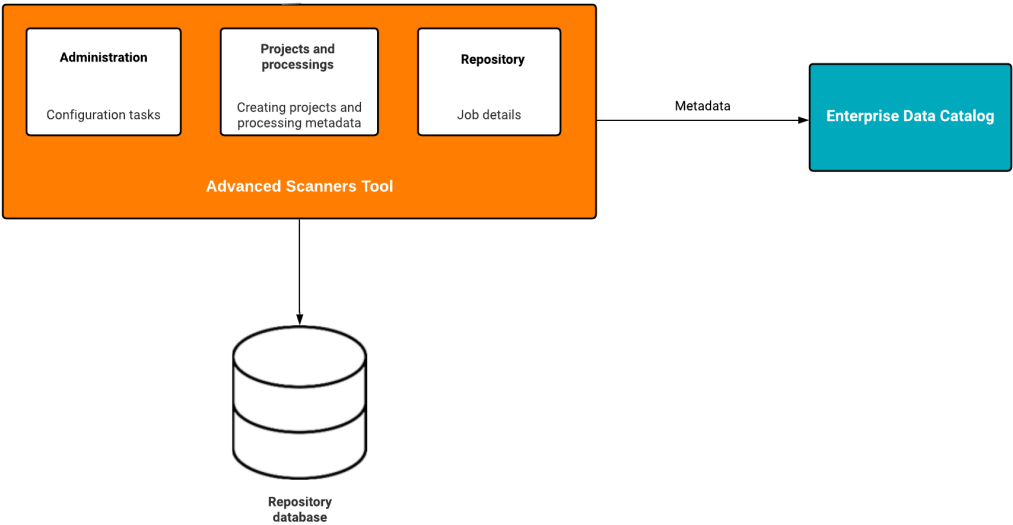 Administration
Configuration tasks
Projects and
processings
Creating projects and
processing metadata
Repository
Job details
Advanced Scanners Tool
Metadata
Enterprise Data Catalog
Repository
database